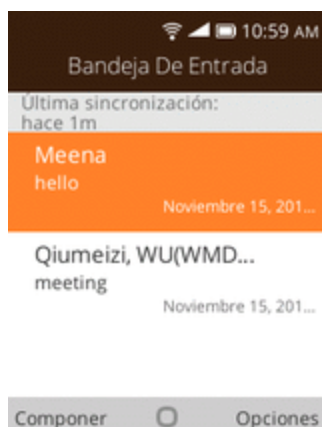 10:59 AM
Bandeja De Entrada
Última sincronización:
hace 1m
Meena
hello
Noviembre 15, 201...
Qiumeizi, WU(WMD...
meeting
Noviembre 15, 201...
Componer Opciones